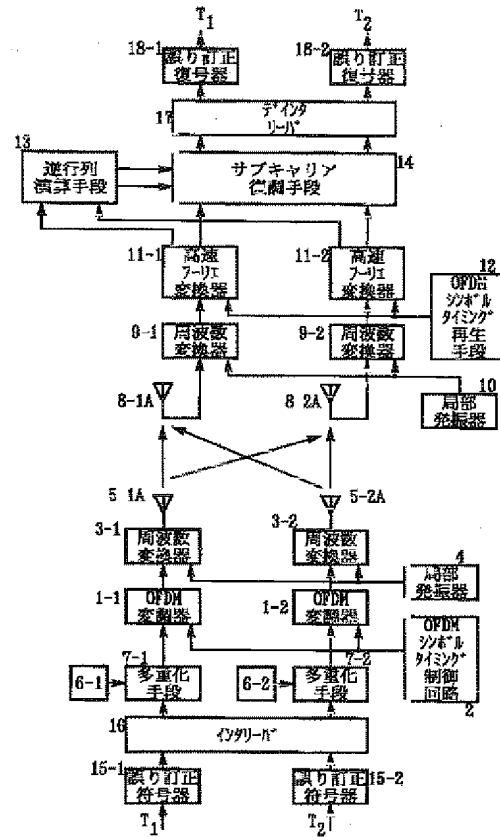 T1
T2
18-1
誤り訂正
復号器
18-2
誤り訂正
復号器
17
デインタ
リーバ
13
逆行列
演算手段
サブキャリア
復調手段
14
11-1
高速
フーリエ
変換器
11-2
高速
フーリエ
変換器
12
OFDM
シンボル
タイミング
再生
手段
9-1
周波数
変換器
9-2
周波数
変換器
10
局部
発振器
8-1A
8-2A
5-1A
5-2A
3-1
周波数
変換器
3-2
周波数
変換器
4
局部
発振器
1-1
OFDM
変調器
1-2
OFDM
変調器
OFDM
シンボル
タイミング
制御
回路
2
7-1
6-1
多重化
手段
7-2
6-2
多重化
手段
16
インタリーバ
15-1
誤り訂正
符号器
15-2
誤り訂正
符号器
T1
T2